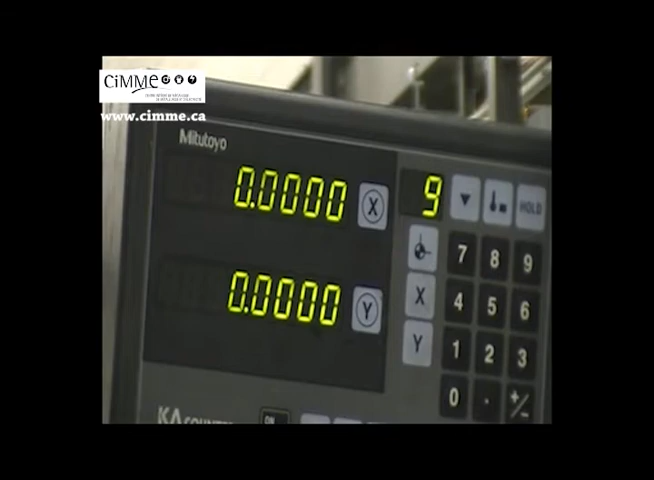 CiMME
www.cimme.ca
Mitutoyo
0.0000 X 9 HOLD
7 8 9
X 4 5 6
0.0000 Y
Y 1 2 3
0 . +/-
KA COUNTER ON